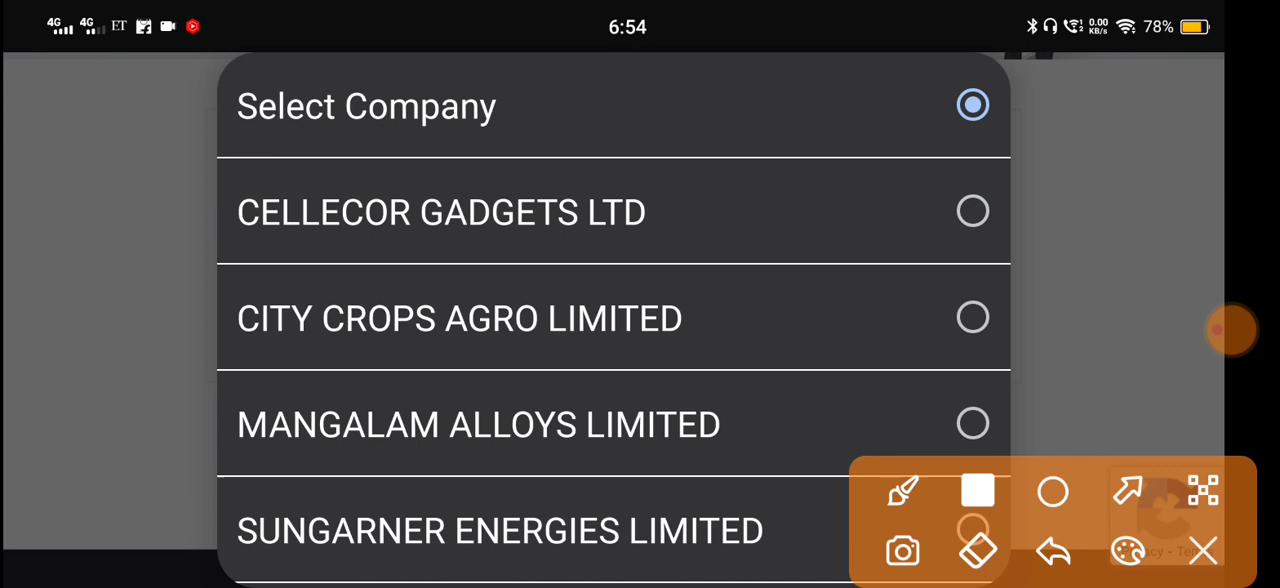 4G 4G ET 6:54 0.00 KB/s 78%
Select Company
CELLECOR GADGETS LTD
CITY CROPS AGRO LIMITED
MANGALAM ALLOYS LIMITED
SUNGARNER ENERGIES LIMITED